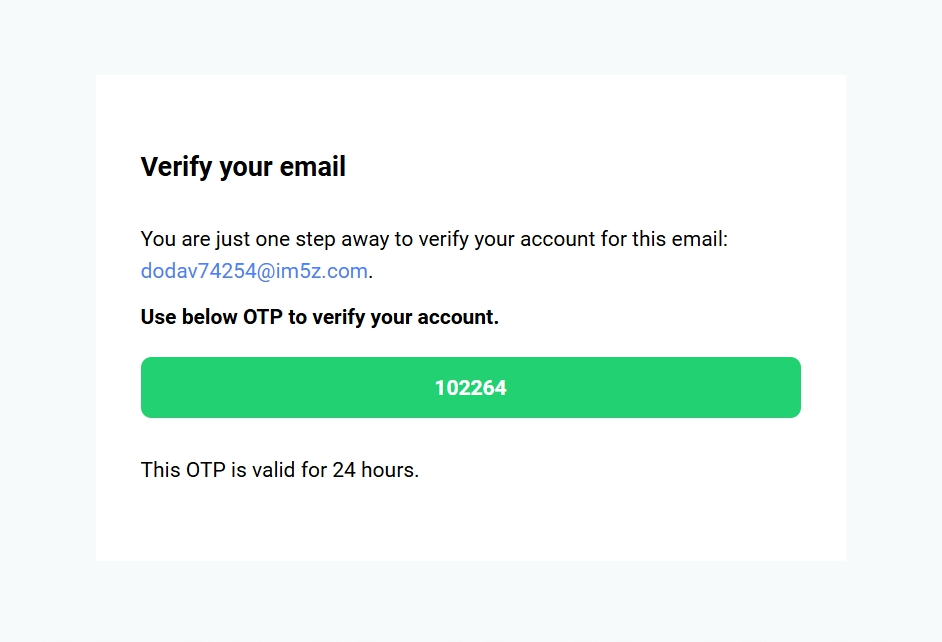 Verify your email
You are just one step away to verify your account for this email:
dodav74254@im5z.com.
Use below OTP to verify your account.
102264
This OTP is valid for 24 hours.